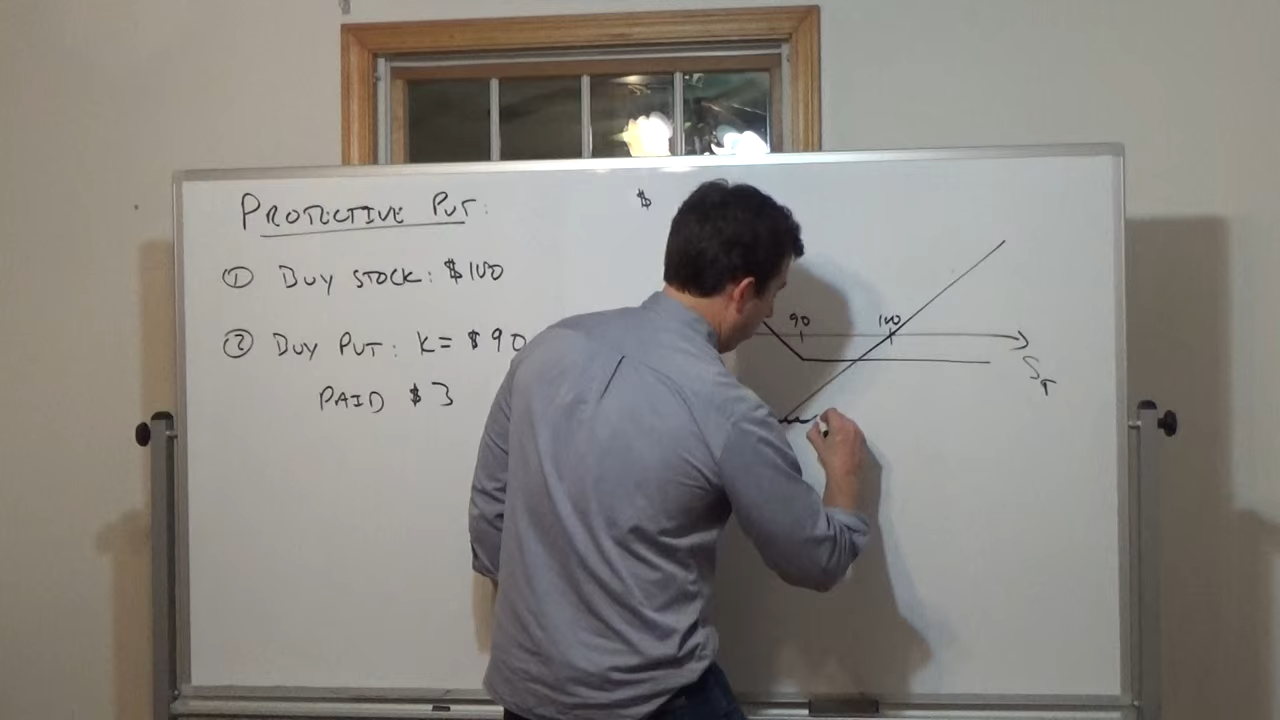 PROTECTIVE PUT:
$
① BUY STOCK: $100
② BUY PUT: K = $90
PAID $3
90
100
S_T